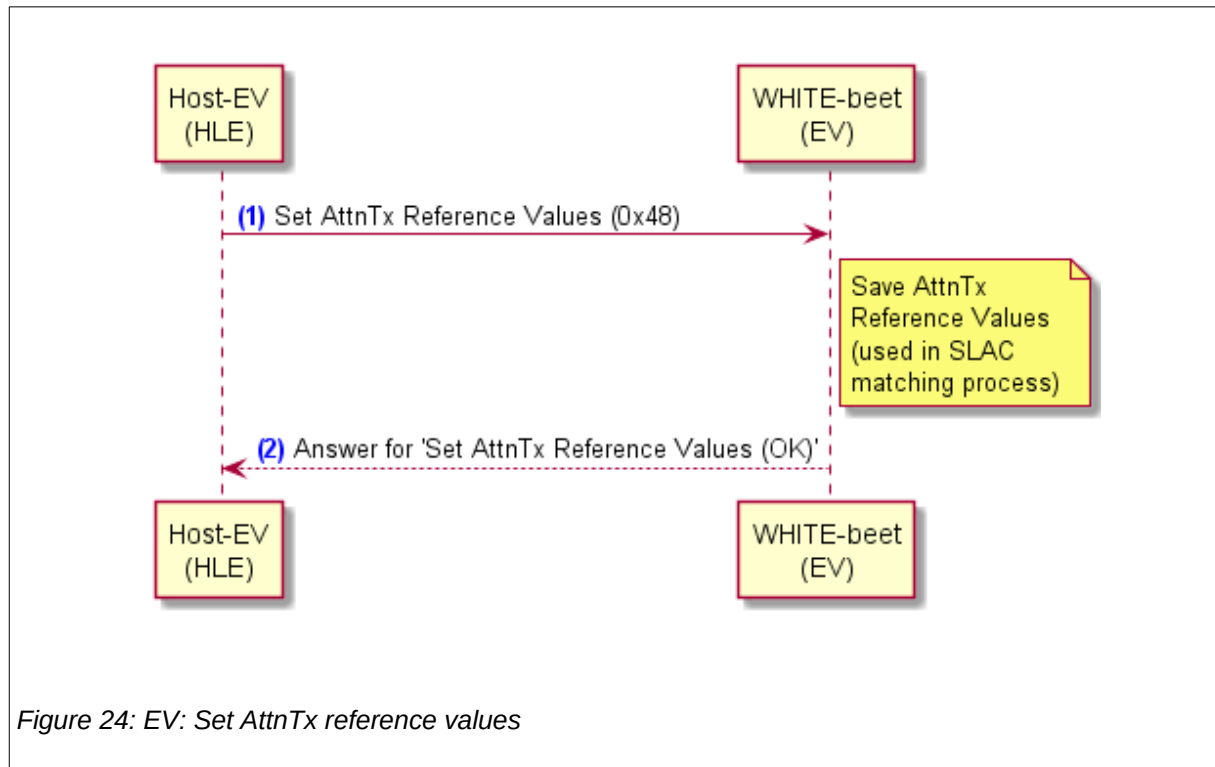 Host-EV
(HLE)
WHITE-beet
(EV)
(1) Set AttnTx Reference Values (0x48)
Save AttnTx
Reference Values
(used in SLAC
matching process)
(2) Answer for 'Set AttnTx Reference Values (OK)'
Host-EV
(HLE)
WHITE-beet
(EV)
Figure 24: EV: Set AttnTx reference values